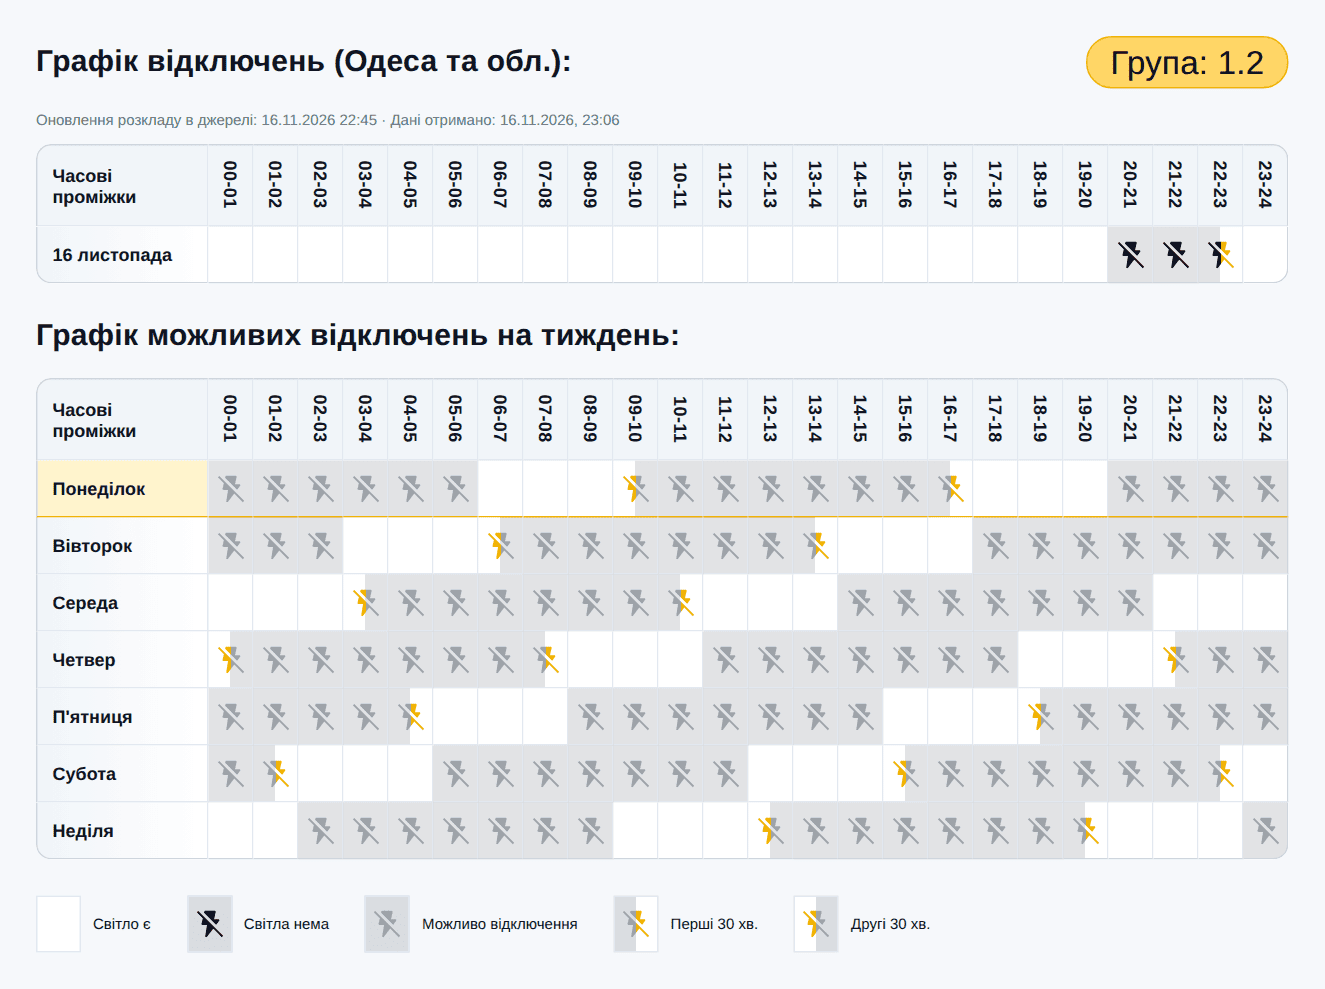 Графік відключень (Одеса та обл.):
Група: 1.2
Оновлення розкладу в джерелі: 16.11.2026 22:45 · Дані отримано: 16.11.2026, 23:06
Часові
проміжки
00-01 01-02 02-03 03-04 04-05 05-06 06-07 07-08 08-09 09-10 10-11 11-12 12-13 13-14 14-15 15-16 16-17 17-18 18-19 19-20 20-21 21-22 22-23 23-24
16 листопада
Графік можливих відключень на тиждень:
Часові
проміжки
00-01 01-02 02-03 03-04 04-05 05-06 06-07 07-08 08-09 09-10 10-11 11-12 12-13 13-14 14-15 15-16 16-17 17-18 18-19 19-20 20-21 21-22 22-23 23-24
Понеділок
Вівторок
Середа
Четвер
П'ятниця
Субота
Неділя
Світло є Світла нема Можливо відключення Перші 30 хв. Другі 30 хв.